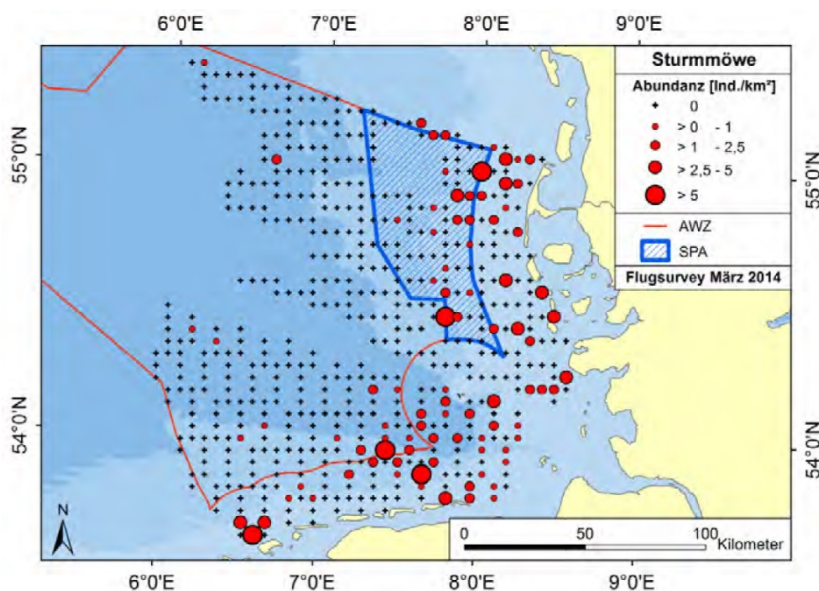 6°0'E 7°0'E 8°0'E 9°0'E
Sturmmöwe
Abundanz [Ind./km²]
0
> 0 - 1
> 1 - 2,5
> 2,5 - 5
> 5
AWZ
SPA
Flugsurvey März 2014
55°0'N
55°0'N
54°0'N
54°0'N
N
0 50 100
Kilometer
6°0'E 7°0'E 8°0'E 9°0'E